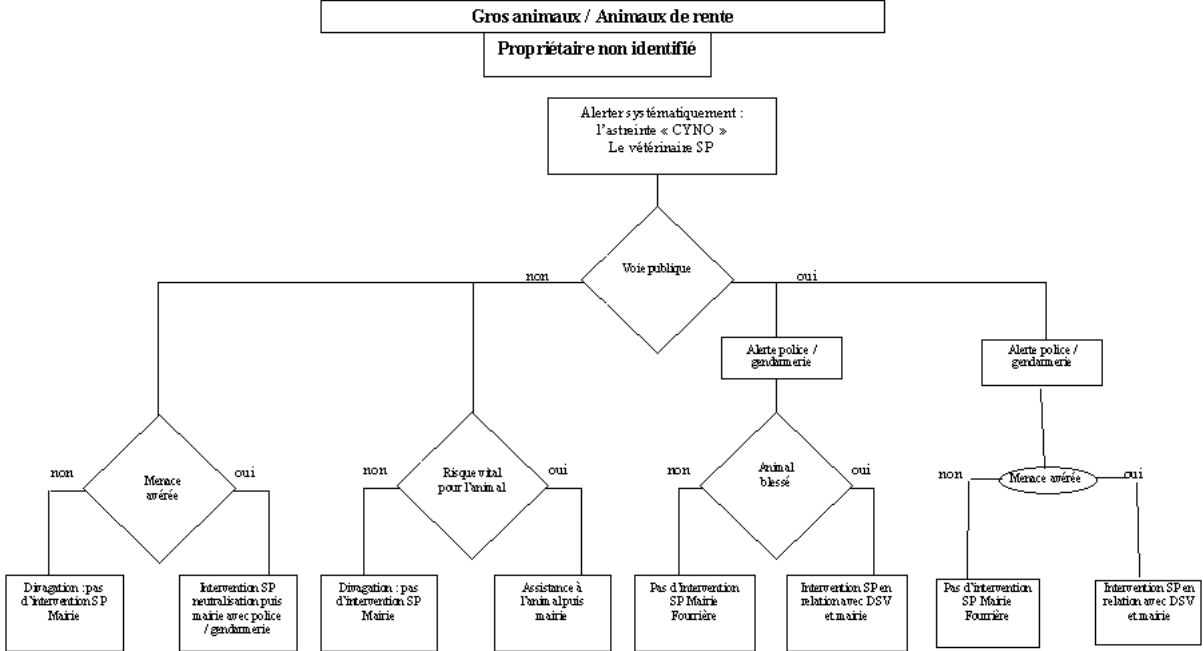 Gros animaux / Animaux de rente
Propriétaire non identifié
Alerter systématiquement :
l'astreinte « CYNO »
Le vétérinaire SP
Voie publique
non
oui
Alerte police /
gendarmerie
Alerte police /
gendarmerie
non
Menace
avérée
oui
non
Risque vital
pour l'animal
oui
non
Animal
blessé
oui
non
Menace avérée
oui
Divagation : pas
d'intervention SP
Mairie
Intervention SP
neutralisation puis
mairie avec police
/ gendarmerie
Divagation : pas
d'intervention SP
Mairie
Assistance à
l'animal puis
mairie
Pas d'Intervention
SP Mairie
Fourrière
Intervention SP en
relation avec DSV
et mairie
Pas d'intervention
SP Mairie
Fourrière
Intervention SP en
relation avec DSV
et mairie